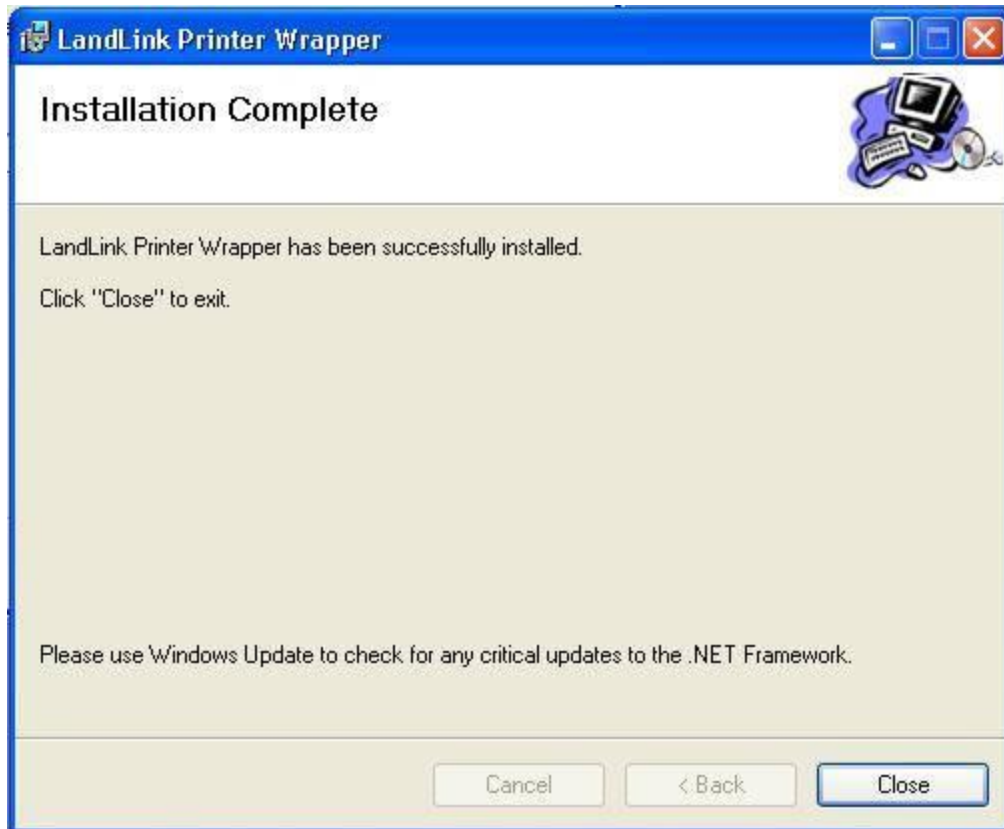 LandLink Printer Wrapper
Installation Complete
LandLink Printer Wrapper has been successfully installed.
Click "Close" to exit.
Please use Windows Update to check for any critical updates to the .NET Framework.
Cancel
< Back
Close